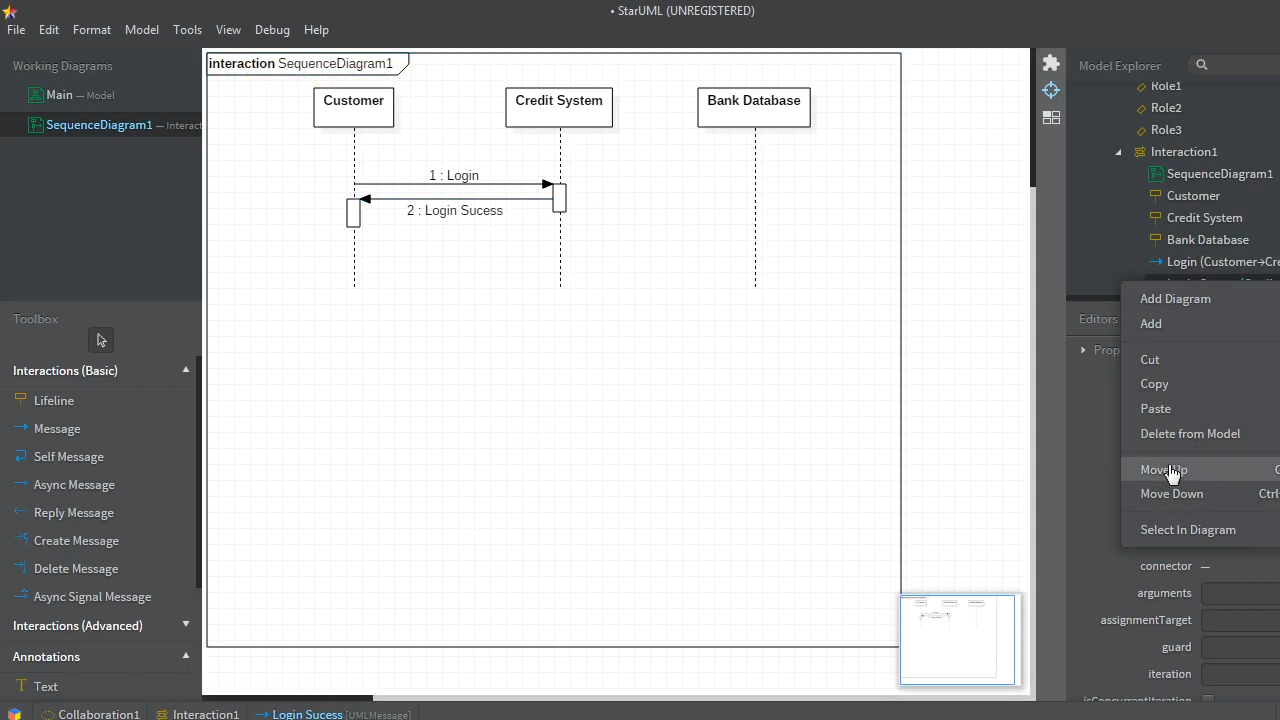 • StarUML (UNREGISTERED)
File Edit Format Model Tools View Debug Help
Working Diagrams
Main — Model
SequenceDiagram1 — Interact
Toolbox
Interactions (Basic)
Lifeline
Message
Self Message
Async Message
Reply Message
Create Message
Delete Message
Async Signal Message
Interactions (Advanced)
Annotations
Text
interaction SequenceDiagram1
Customer
Credit System
Bank Database
1 : Login
2 : Login Sucess
Model Explorer
Role1
Role2
Role3
Interaction1
SequenceDiagram1
Customer
Credit System
Bank Database
Login (Customer→Cre
Editors
Prop
Add Diagram
Add
Cut
Copy
Paste
Delete from Model
Move Up C
Move Down Ctrl
Select In Diagram
connector —
arguments
assignmentTarget
guard
iteration
isConcurrentIteration
Collaboration1 Interaction1 Login Sucess [UMLMessage]